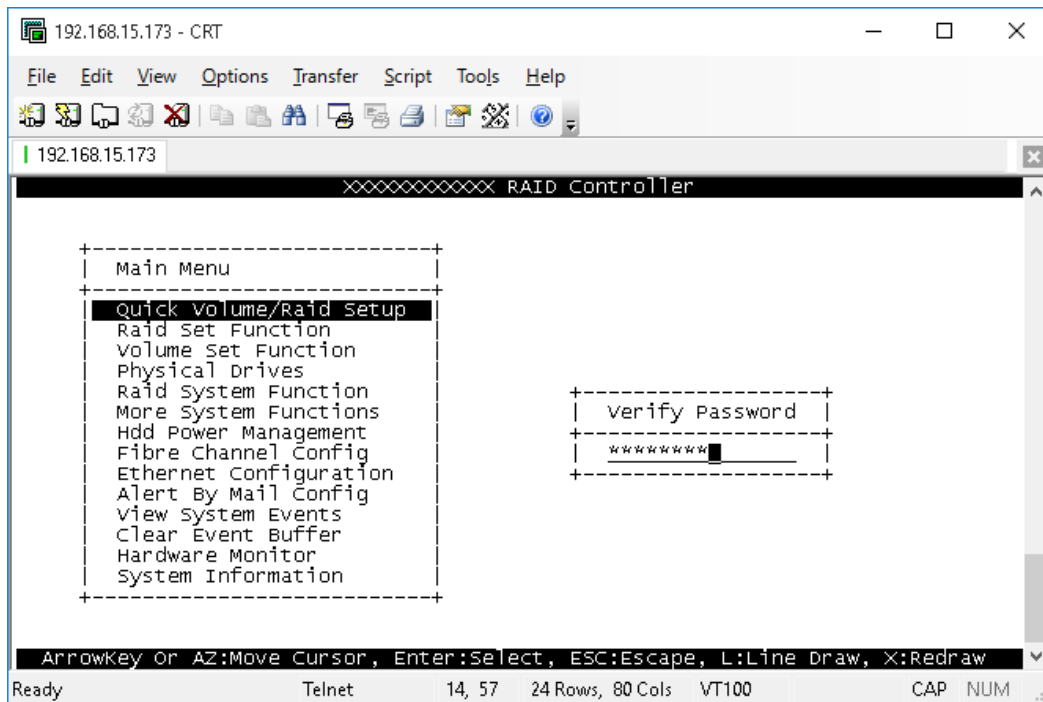 192.168.15.173 - CRT
File Edit View Options Transfer Script Tools Help
192.168.15.173
XXXXXXXXXXXX RAID Controller
Main Menu
Quick Volume/Raid Setup
Raid Set Function
Volume Set Function
Physical Drives
Raid System Function
More System Functions
Hdd Power Management
Fibre Channel Config
Ethernet Configuration
Alert By Mail Config
View System Events
Clear Event Buffer
Hardware Monitor
System Information
Verify Password
********
ArrowKey Or AZ:Move Cursor, Enter:Select, ESC:Escape, L:Line Draw, X:Redraw
Ready Telnet 14, 57 24 Rows, 80 Cols VT100 CAP NUM